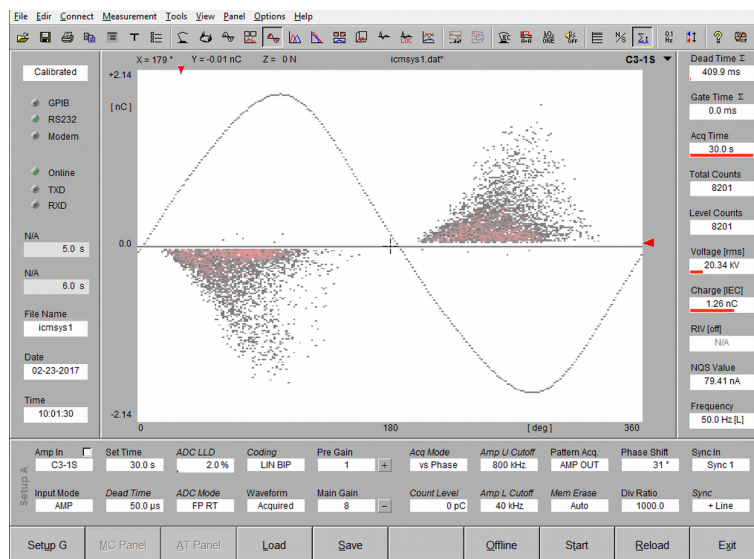 File Edit Connect Measurement Tools View Panel Options Help
X = 179 ° Y = -0.01 nC Z = 0 N icmsys1.dat* C3-1S
Calibrated
GPIB
RS232
Modem
Online
TXD
RXD
N/A
5.0 s
N/A
6.0 s
File Name
icmsys1
Date
02-23-2017
Time
10:01:30
+2.14
[ nC ]
0.0
-2.14
0 180 [ deg ] 360
Dead Time Σ
409.9 ms
Gate Time Σ
0.0 ms
Acq Time
30.0 s
Total Counts
8201
Level Counts
8201
Voltage [rms]
20.34 kV
Charge [IEC]
1.26 nC
RIV [off]
N/A
NQS Value
79.41 nA
Frequency
50.0 Hz [L]
Setup A
Amp In Set Time ADC LLD Coding Pre Gain Acq Mode Amp U Cutoff Pattern Acq. Phase Shift Sync In
C3-1S 30.0 s 2.0 % LIN BIP 1 + vs Phase 800 kHz AMP OUT 31 ° Sync 1
Input Mode Dead Time ADC Mode Waveform Main Gain Count Level Amp L Cutoff Mem Erase Div Ratio Sync
AMP 50.0 µs FP RT Acquired 8 − 0 pC 40 kHz Auto 1000.0 + Line
Setup G MC Panel AT Panel Load Save Offline Start Reload Exit